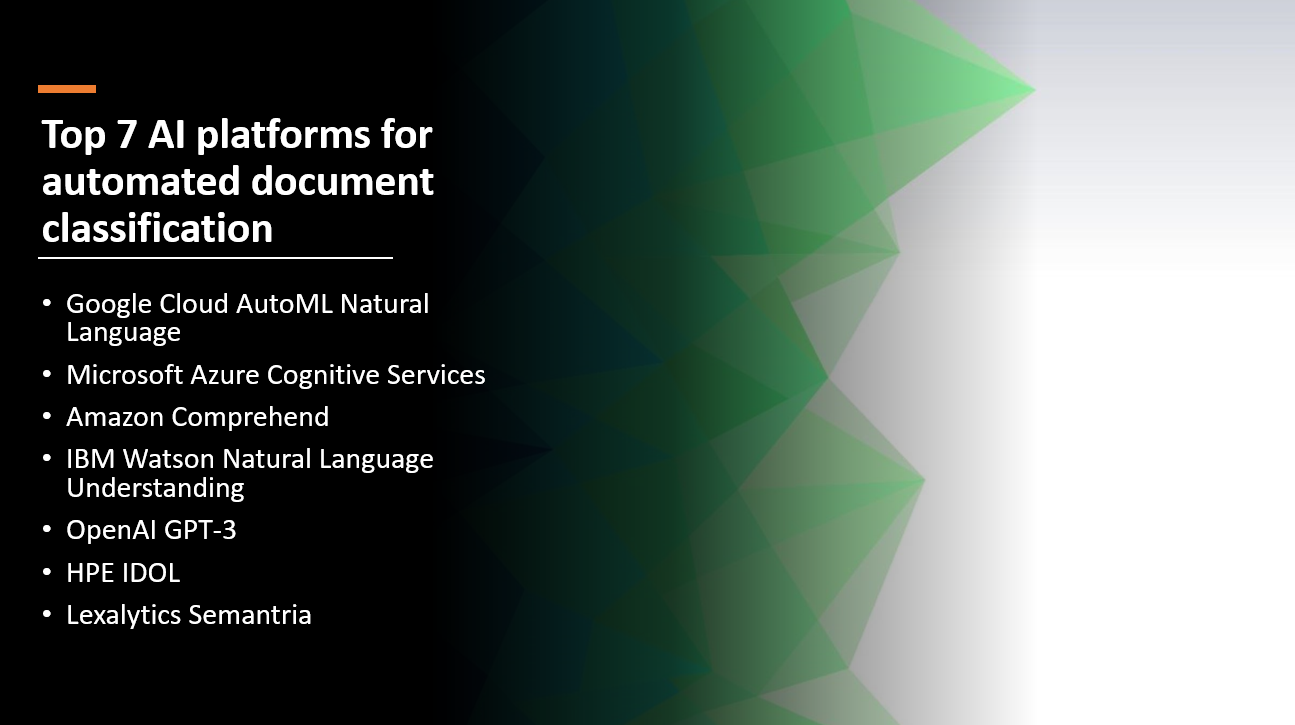 Top 7 AI platforms for
automated document
classification
• Google Cloud AutoML Natural
Language
• Microsoft Azure Cognitive Services
• Amazon Comprehend
• IBM Watson Natural Language
Understanding
• OpenAI GPT-3
• HPE IDOL
• Lexalytics Semantria